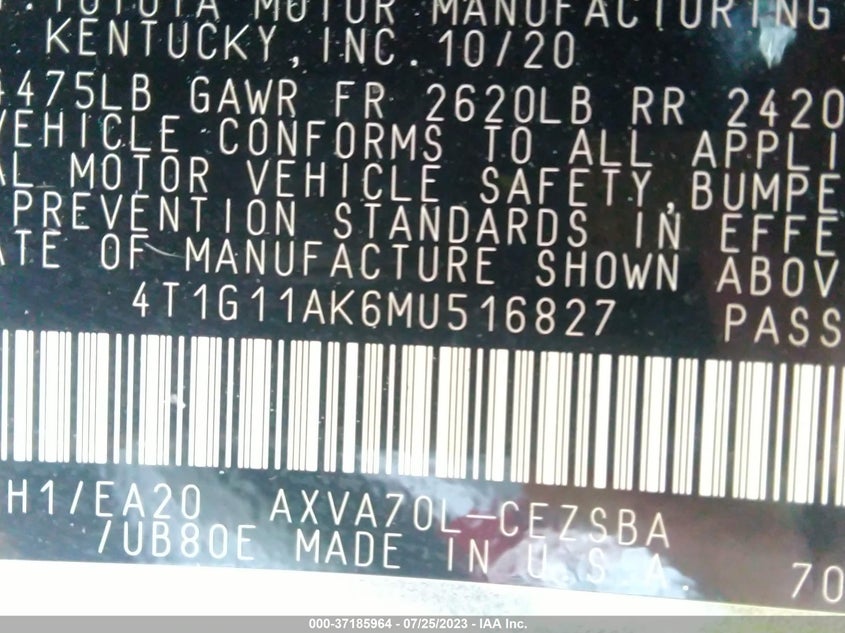 . TOYOTA MOTOR MANUFACTURING
KENTUCKY, INC. 10/20
4475LB GAWR FR 2620LB RR 2420
VEHICLE CONFORMS TO ALL APPLI
AL MOTOR VEHICLE SAFETY, BUMPE
PREVENTION STANDARDS IN EFFE
ATE OF MANUFACTURE SHOWN ABOV
4T1G11AK6MU516827 PASS
H1/EA20 AXVA70L-CEZSBA
/UB80E MADE IN U.S.A. 70
000-37185964 - 07/25/2023 - IAA Inc.